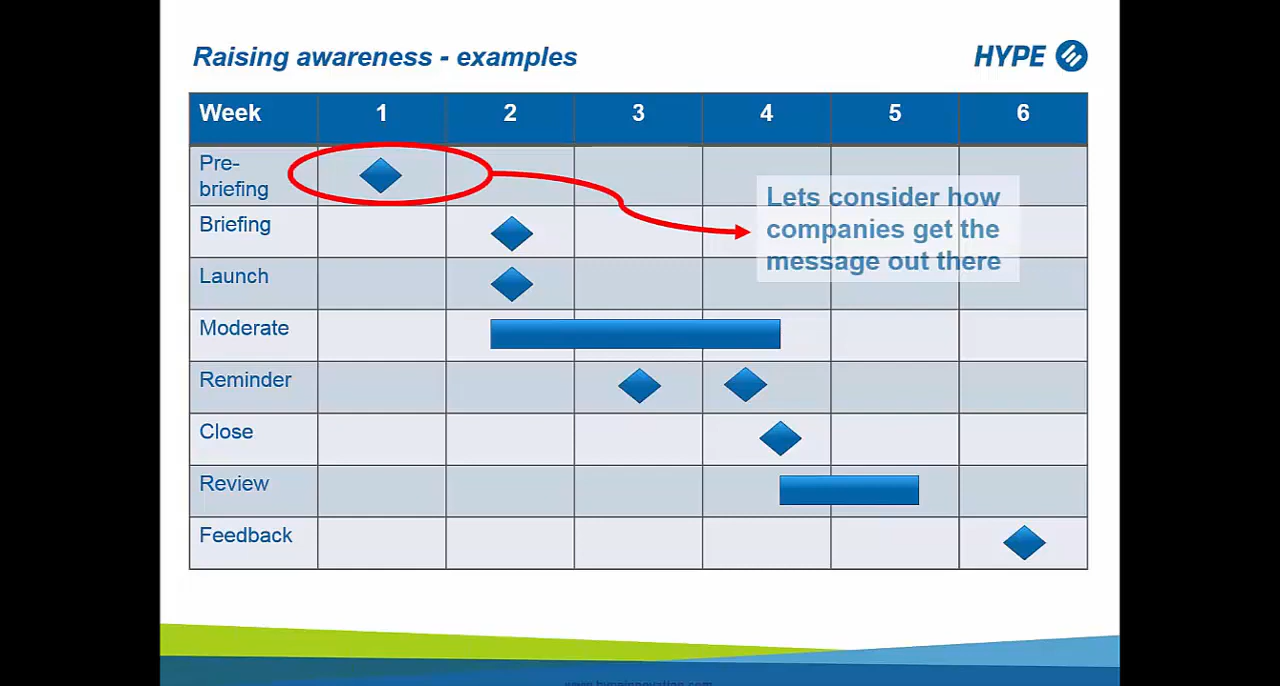 Raising awareness - examples
HYPE
Week 1 2 3 4 5 6
Pre-
briefing
Lets consider how
companies get the
message out there
Briefing
Launch
Moderate
Reminder
Close
Review
Feedback